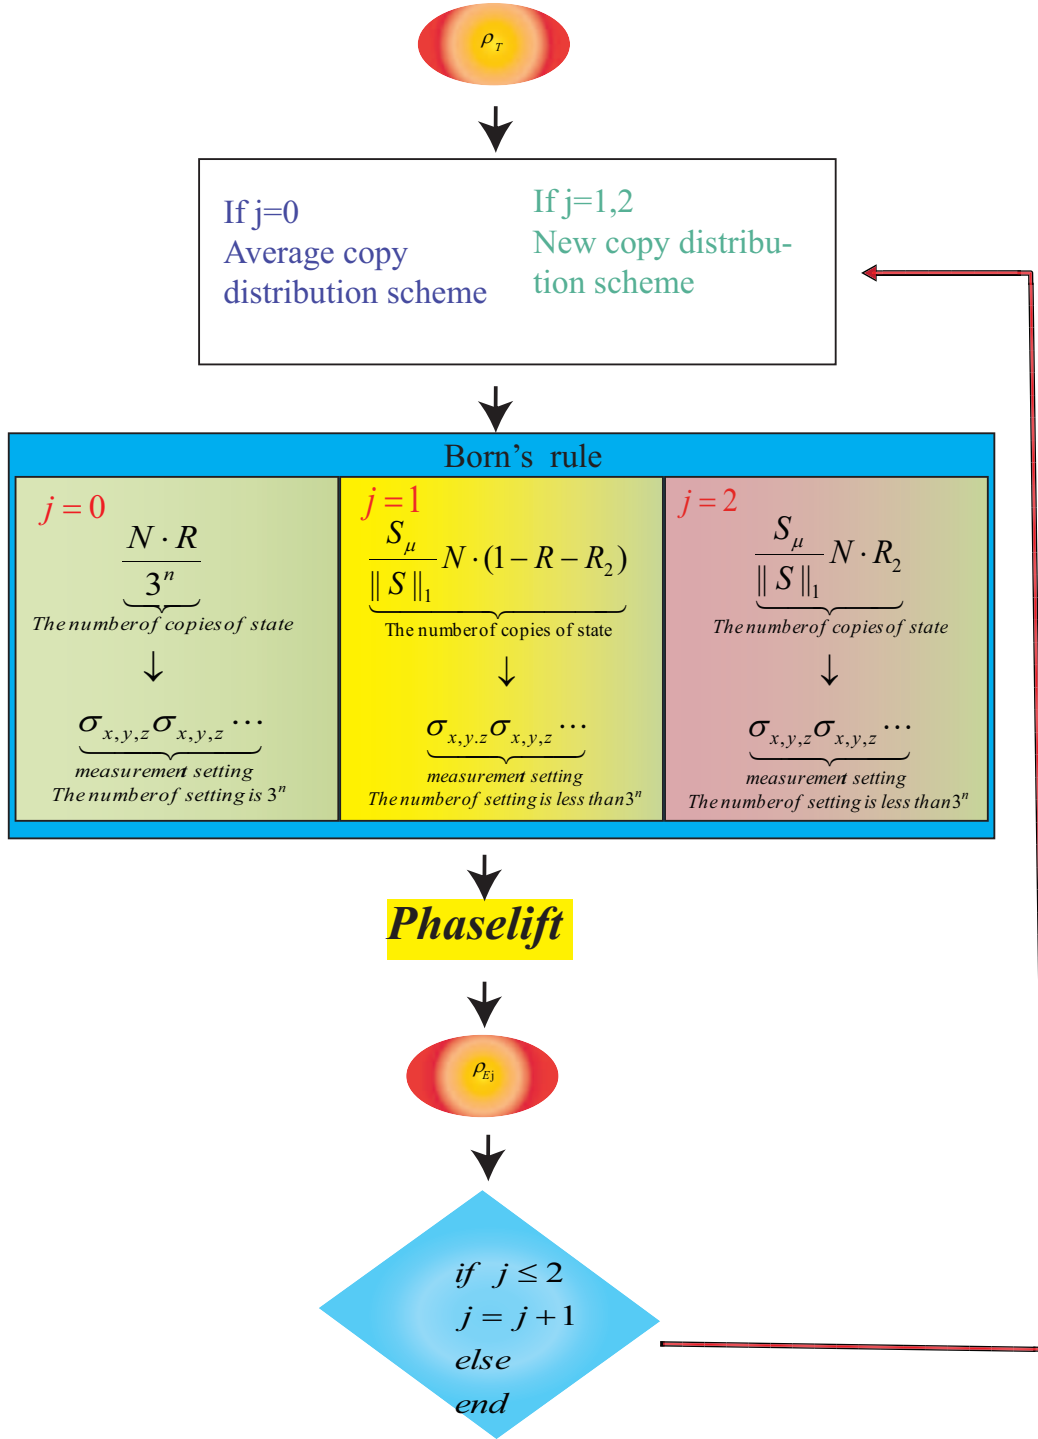 ρ_T
If j=0
Average copy
distribution scheme
If j=1,2
New copy distribu-
tion scheme
Born’s rule
j = 0
N · R / 3^n
The number of copies of state
↓
σ_{x,y,z} σ_{x,y,z} ⋯
measurement setting
The number of setting is 3^n
j = 1
S_μ / ‖S‖_1 N · (1 − R − R_2)
The number of copies of state
↓
σ_{x,y.z} σ_{x,y,z} ⋯
measurement setting
The number of setting is less than 3^n
j = 2
S_μ / ‖S‖_1 N · R_2
The number of copies of state
↓
σ_{x,y,z} σ_{x,y,z} ⋯
measurement setting
The number of setting is less than 3^n
Phaselift
ρ_{Ej}
if j ≤ 2
j = j + 1
else
end